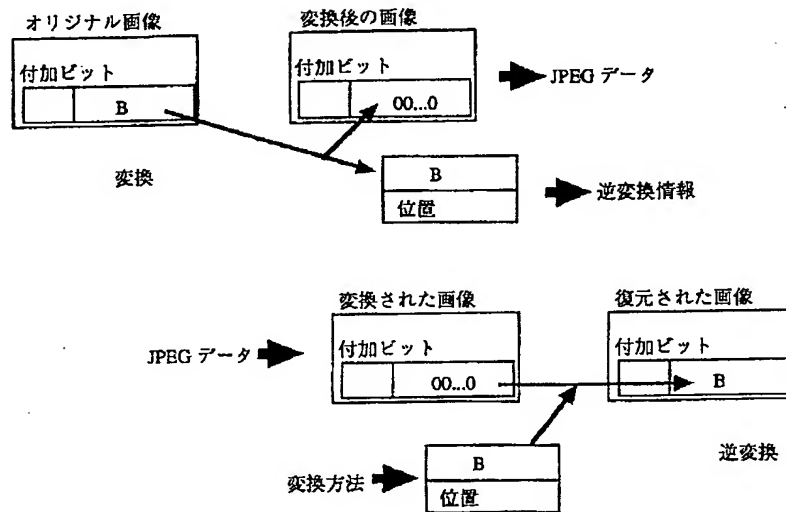 オリジナル画像
変換後の画像
付加ビット
付加ビット
B
00...0
JPEG データ
変換
B
位置
逆変換情報
変換された画像
復元された画像
JPEG データ
付加ビット
付加ビット
00...0
B
変換方法
B
位置
逆変換